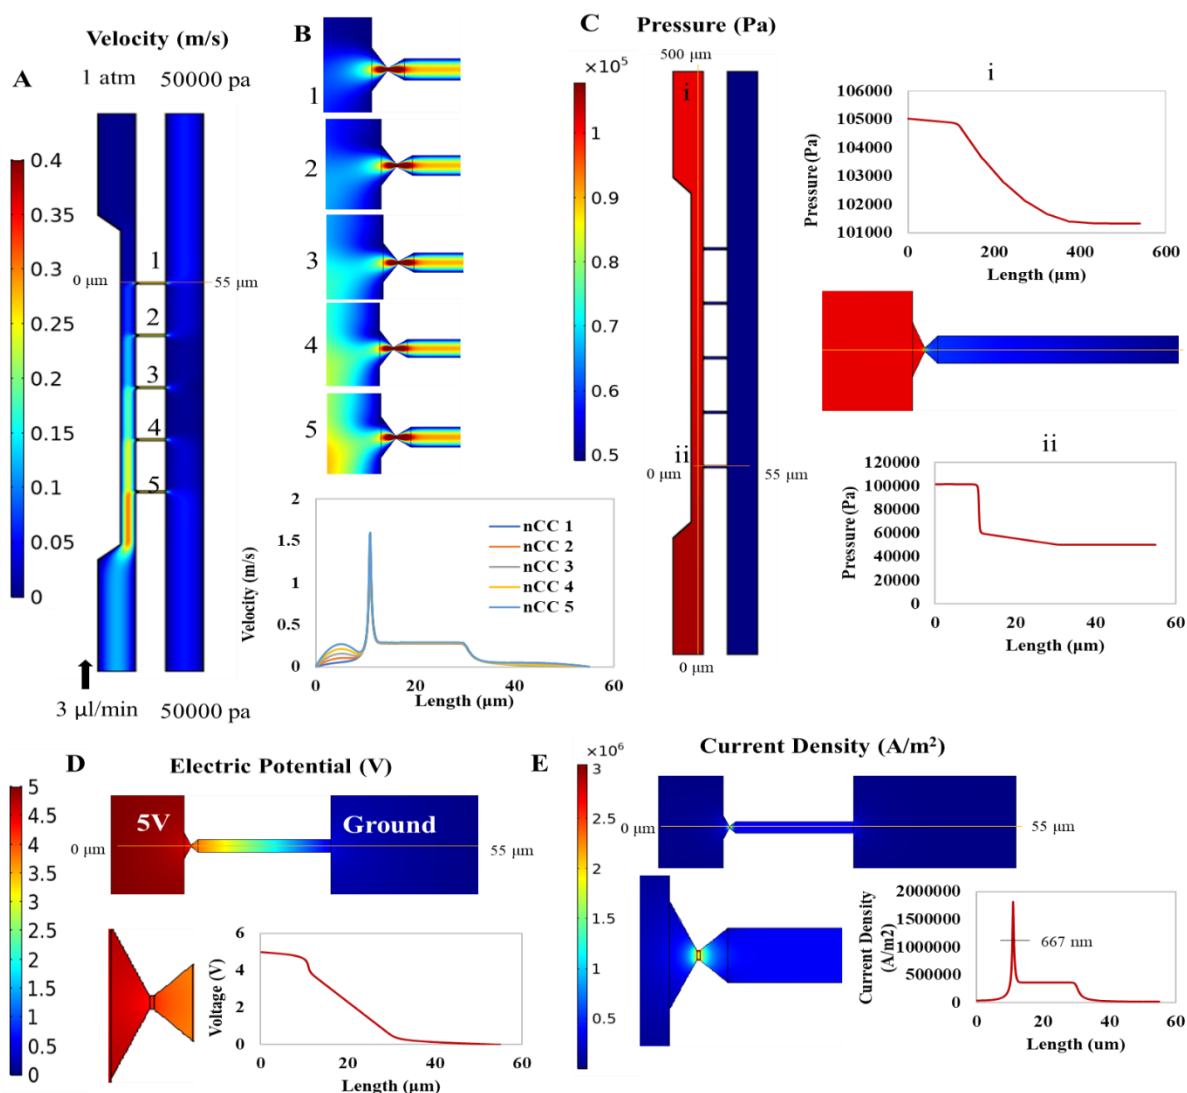 A
Velocity (m/s)
1 atm
50000 pa
0.4
0.35
0.3
0.25
0.2
0.15
0.1
0.05
0
0 μm
55 μm
1
2
3
4
5
3 μl/min
50000 pa
B
1
2
3
4
5
2
1.5
1
0.5
0
Velocity (m/s)
nCC 1
nCC 2
nCC 3
nCC 4
nCC 5
0
20
40
60
Length (μm)
C
Pressure (Pa)
500 μm
×10⁵
1
0.9
0.8
0.7
0.6
0.5
i
ii
0 μm
55 μm
0 μm
i
106000
105000
104000
103000
102000
101000
Pressure (Pa)
0
200
400
600
Length (μm)
ii
120000
100000
80000
60000
40000
20000
0
Pressure (Pa)
0
20
40
60
Length (μm)
D
Electric Potential (V)
5
4.5
4
3.5
3
2.5
2
1.5
1
0.5
0
5V
Ground
0 μm
55 μm
6
4
2
0
Voltage (V)
0
20
40
60
Length (μm)
E
Current Density (A/m²)
×10⁶
3
2.5
2
1.5
1
0.5
0 μm
55 μm
2000000
1500000
1000000
500000
0
Current Density
(A/m2)
667 nm
0
20
40
60
Length (um)